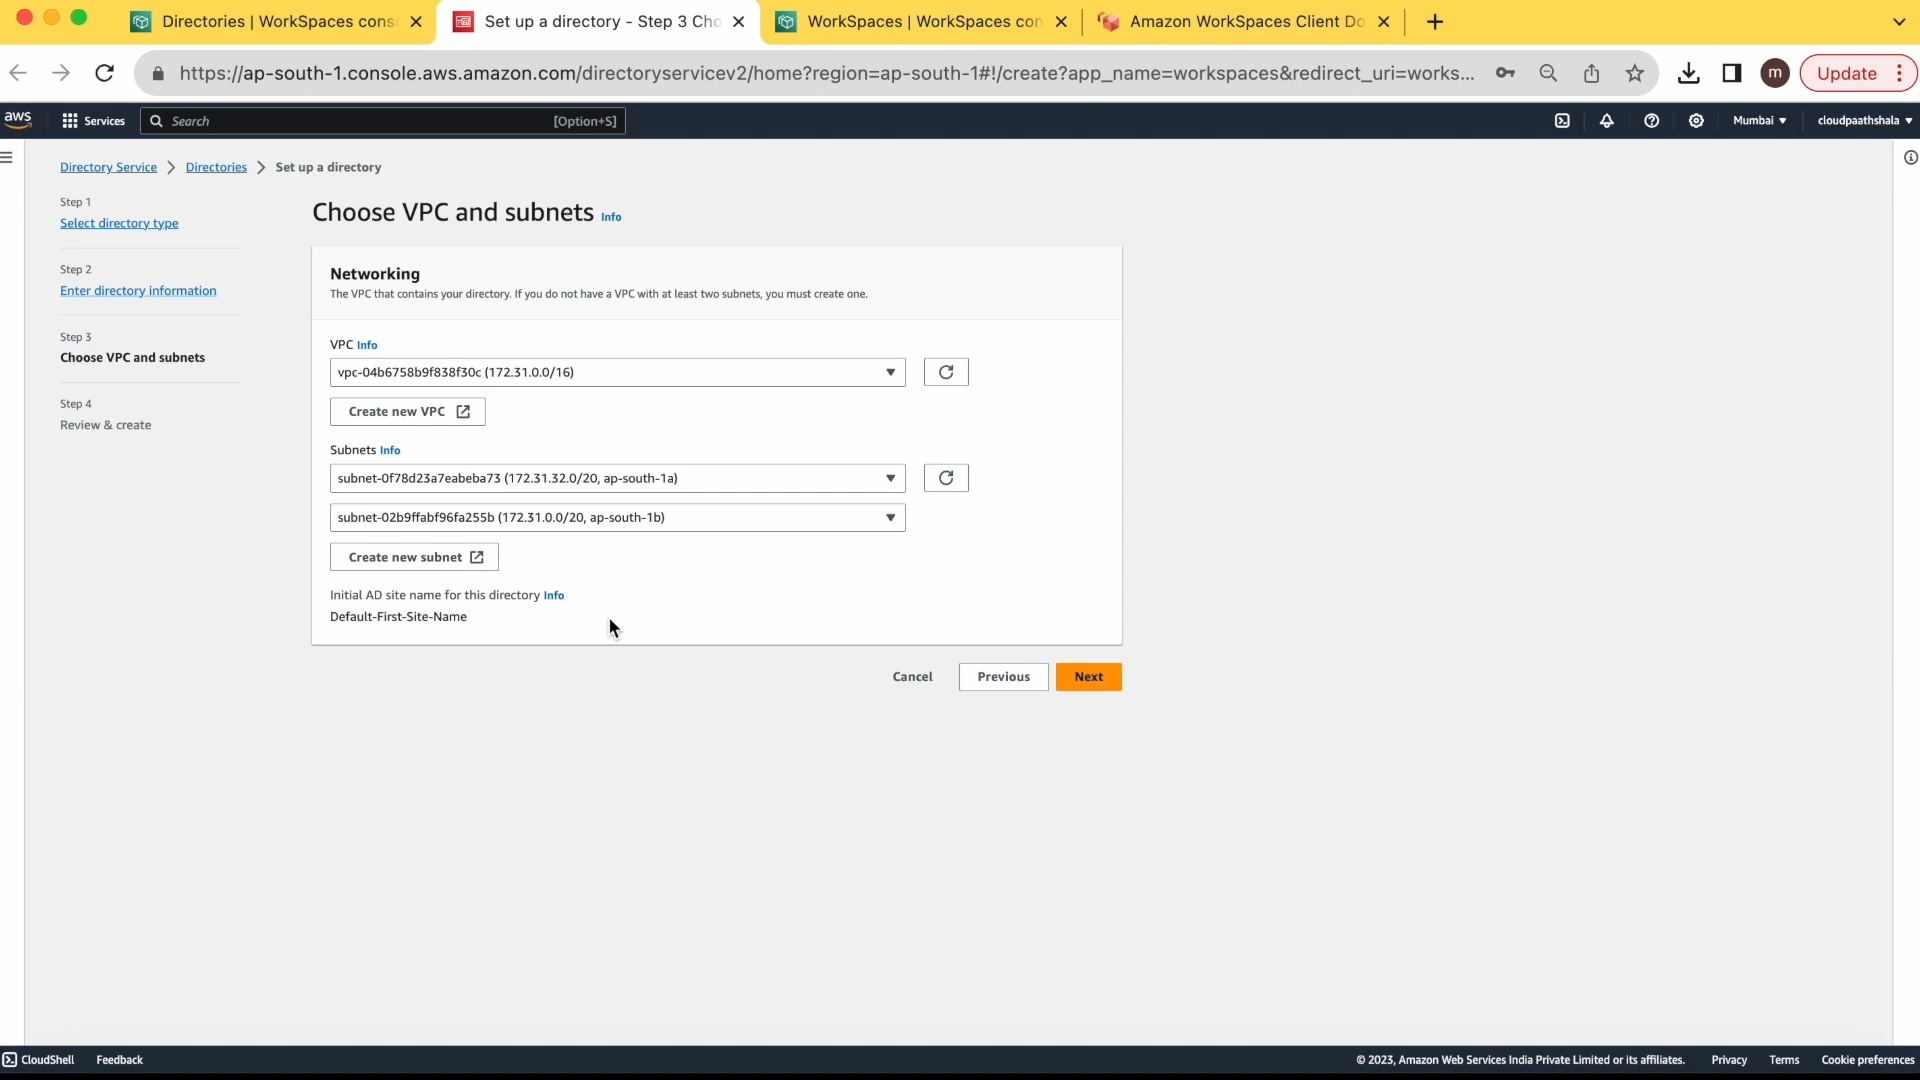 Directories | WorkSpaces cons
Set up a directory - Step 3 Cho
WorkSpaces | WorkSpaces con
Amazon WorkSpaces Client Do
https://ap-south-1.console.aws.amazon.com/directoryservicev2/home?region=ap-south-1#!/create?app_name=workspaces&redirect_uri=works...
m
Update
aws
Services
Search
[Option+S]
Mumbai
cloudpaathshala
Directory Service
Directories
Set up a directory
Step 1
Select directory type
Step 2
Enter directory information
Step 3
Choose VPC and subnets
Step 4
Review & create
Choose VPC and subnets Info
Networking
The VPC that contains your directory. If you do not have a VPC with at least two subnets, you must create one.
VPC Info
vpc-04b6758b9f838f30c (172.31.0.0/16)
Create new VPC
Subnets Info
subnet-0f78d23a7eabeba73 (172.31.32.0/20, ap-south-1a)
subnet-02b9ffabf96fa255b (172.31.0.0/20, ap-south-1b)
Create new subnet
Initial AD site name for this directory Info
Default-First-Site-Name
Cancel
Previous
Next
CloudShell
Feedback
© 2023, Amazon Web Services India Private Limited or its affiliates.
Privacy
Terms
Cookie preferences